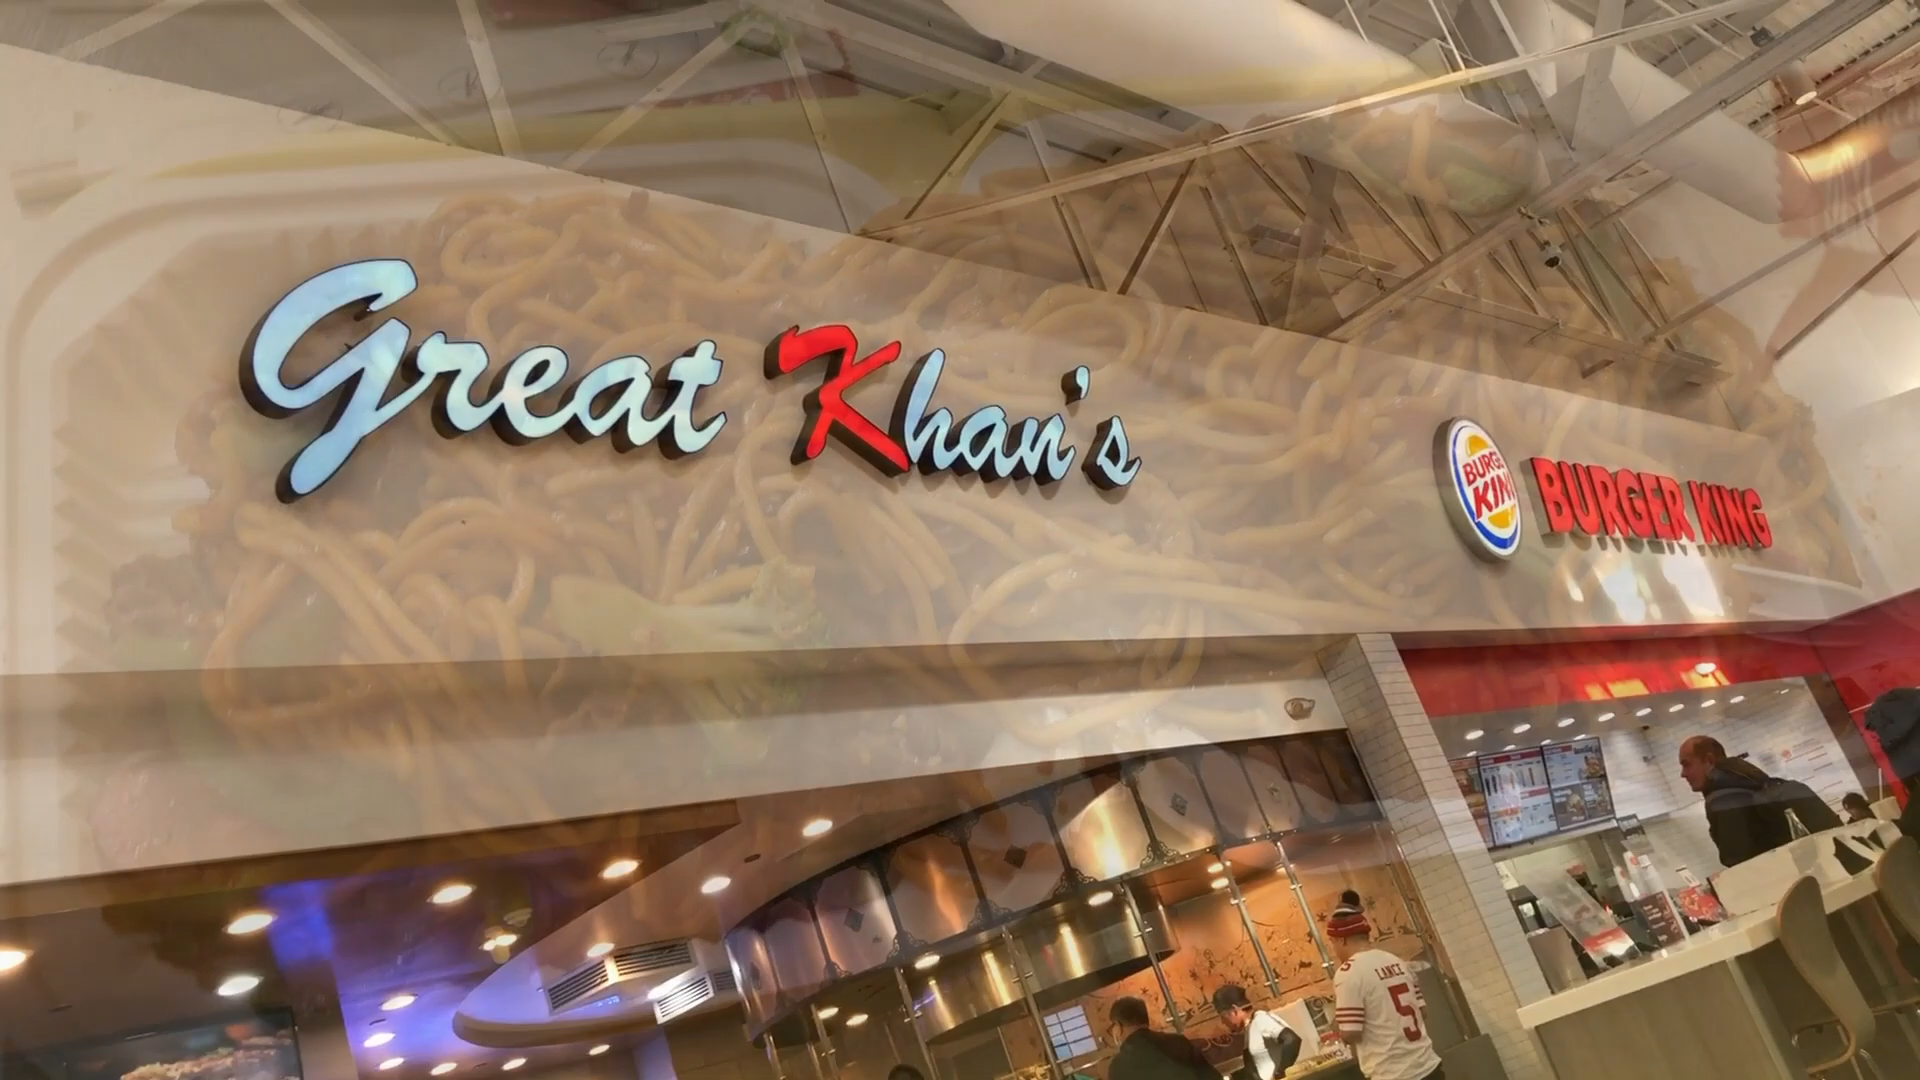 Great Khan's
BURGER KING
BURGER KING
LANCE
5